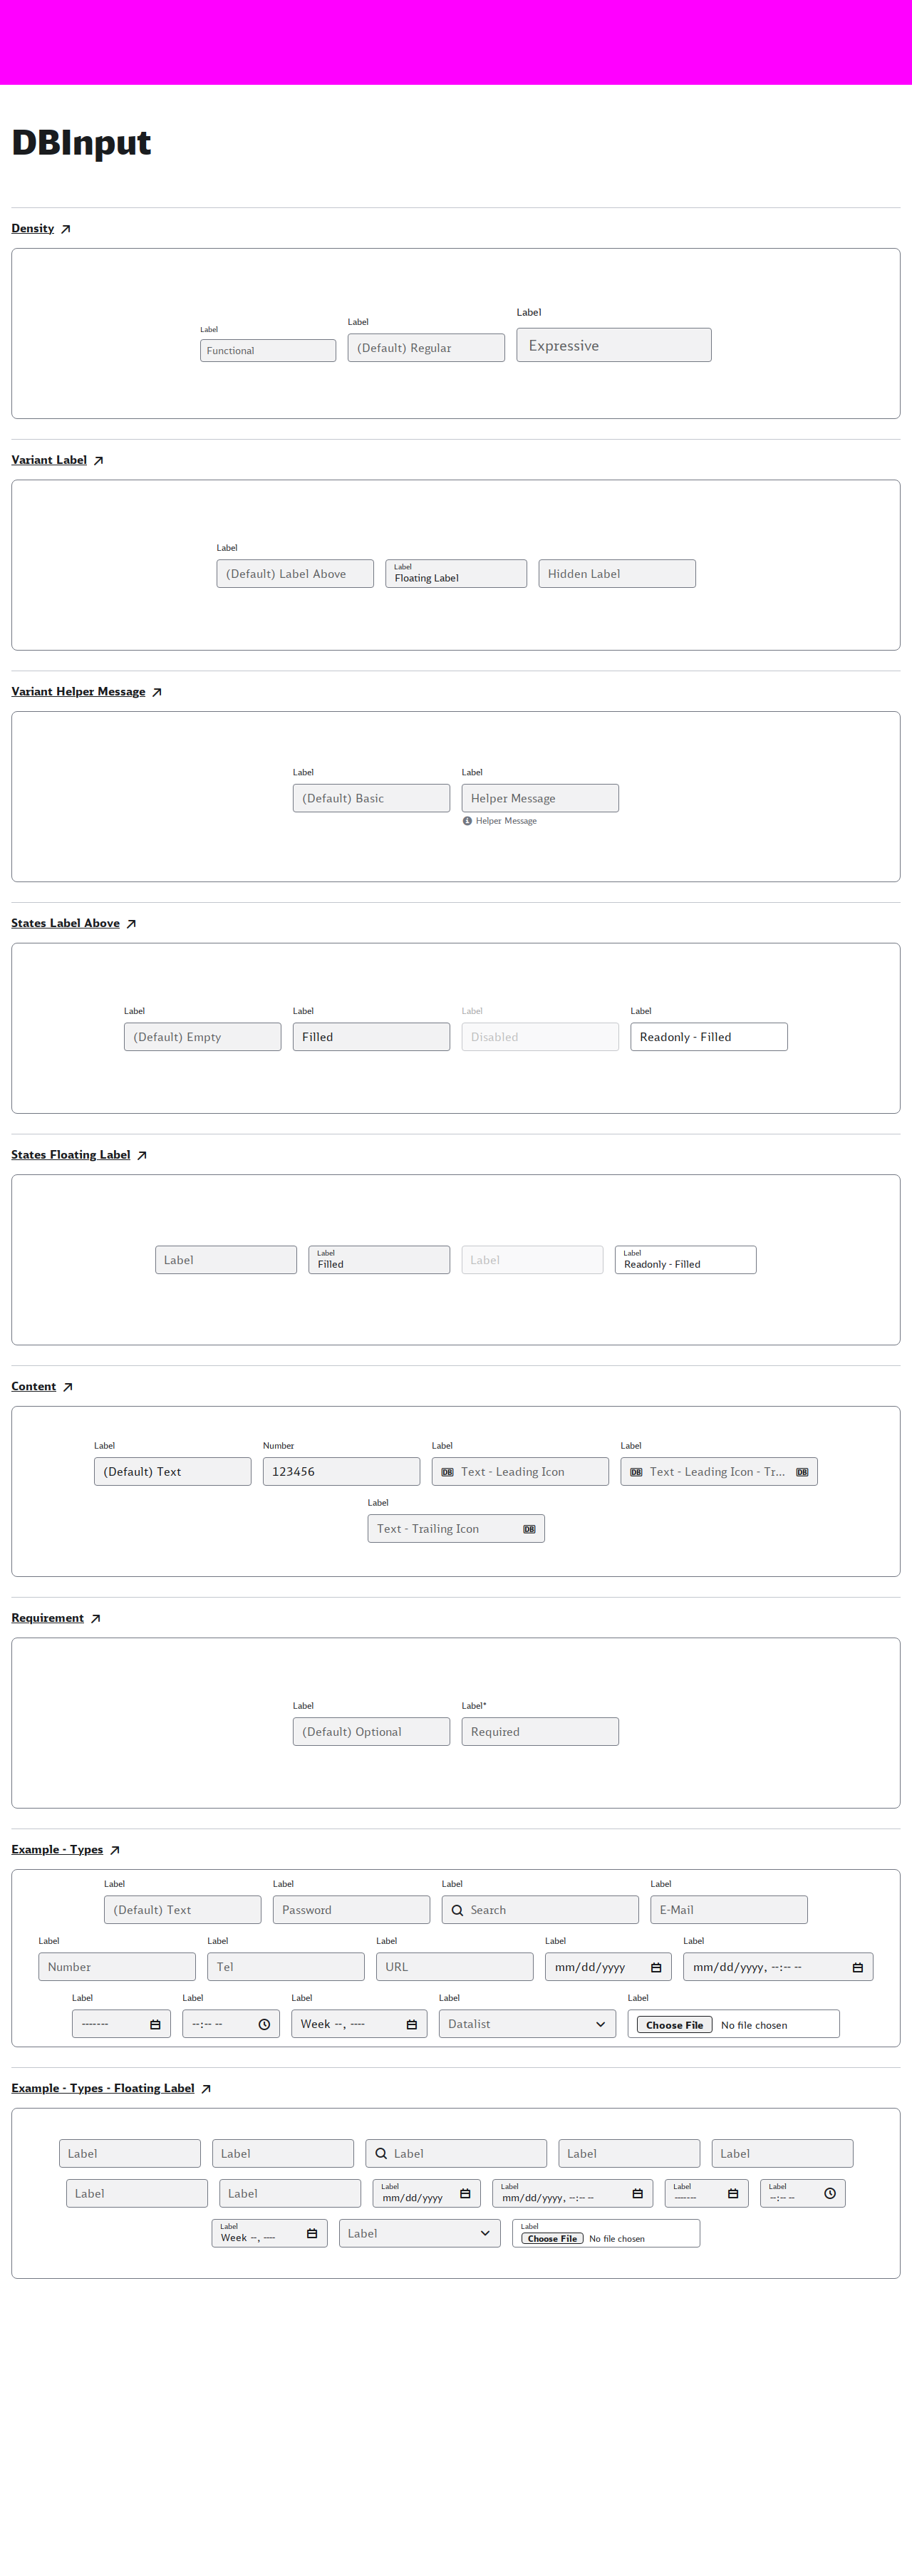 DBInput
Density
Label Label Label
Functional (Default) Regular Expressive
Variant Label
Label
(Default) Label Above Label Floating Label Hidden Label
Variant Helper Message
Label Label
(Default) Basic Helper Message
Helper Message
States Label Above
Label Label Label Label
(Default) Empty Filled Disabled Readonly - Filled
States Floating Label
Label Label Filled Label Label Readonly - Filled
Content
Label Number Label Label
(Default) Text 123456 DB Text - Leading Icon DB Text - Leading Icon - Tr... DB
Label
Text - Trailing Icon DB
Requirement
Label Label*
(Default) Optional Required
Example - Types
Label Label Label Label
(Default) Text Password Search E-Mail
Label Label Label Label Label
Number Tel URL mm/dd/yyyy mm/dd/yyyy, --:-- --
Label Label Label Label Label
------- --:-- -- Week --, ---- Datalist Choose File No file chosen
Example - Types - Floating Label
Label Label Label Label Label
Label Label Label mm/dd/yyyy Label mm/dd/yyyy, --:-- -- Label ------- Label --:-- --
Label Week --, ---- Label Label Choose File No file chosen